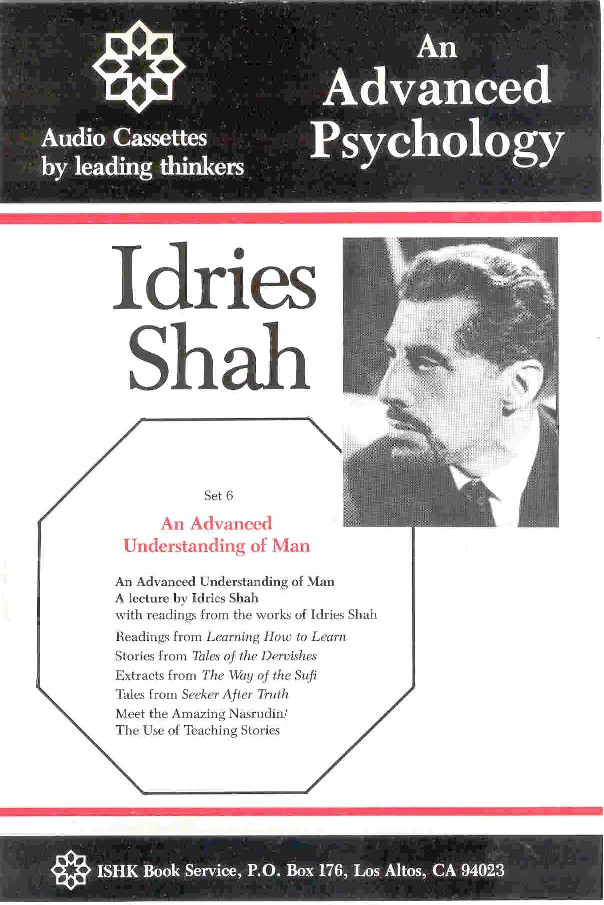 An
Advanced
Psychology
Audio Cassettes
by leading thinkers
Idries
Shah
Set 6
An Advanced
Understanding of Man
An Advanced Understanding of Man
A lecture by Idries Shah
with readings from the works of Idries Shah
Readings from Learning How to Learn
Stories from Tales of the Dervishes
Extracts from The Way of the Sufi
Tales from Seeker After Truth
Meet the Amazing Nasrudin/
The Use of Teaching Stories
ISHK Book Service, P.O. Box 176, Los Altos, CA 94023